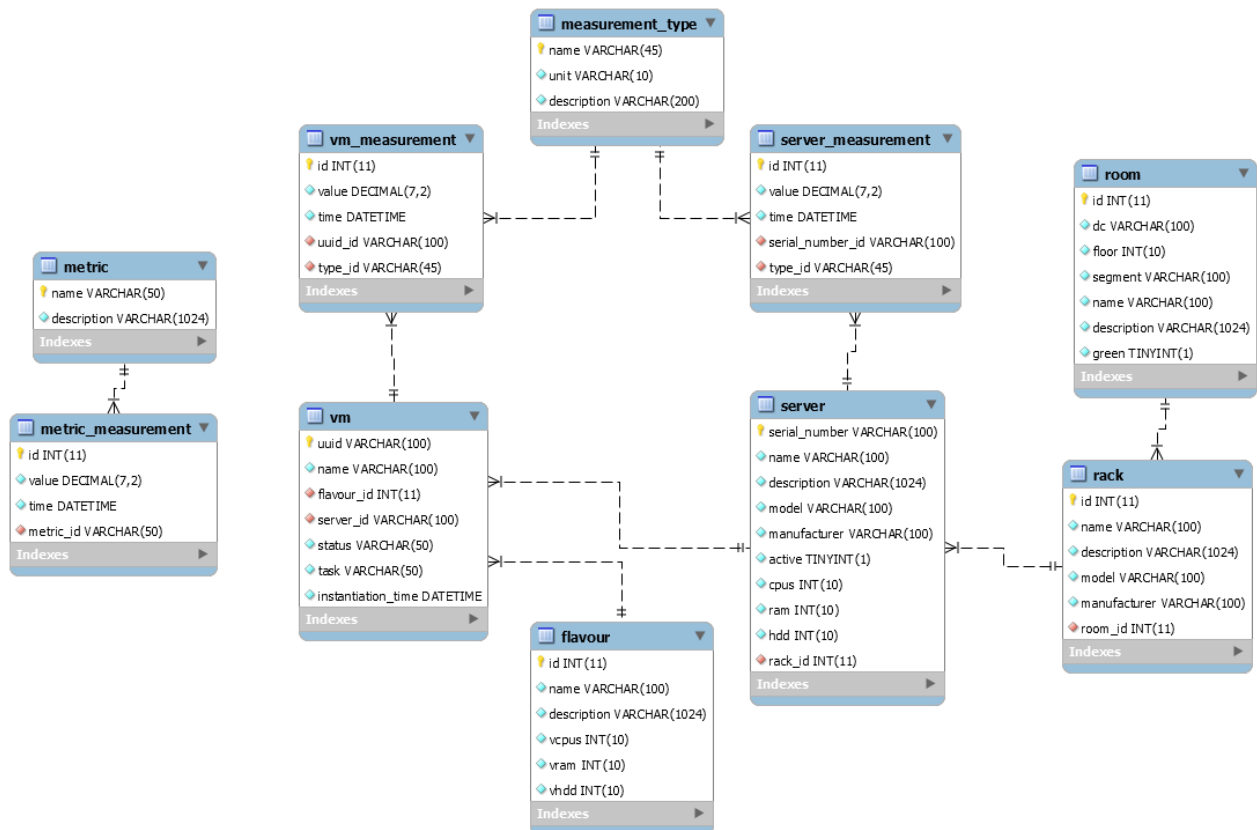 measurement_type
name VARCHAR(45)
unit VARCHAR(10)
description VARCHAR(200)
Indexes
vm_measurement
id INT(11)
value DECIMAL(7,2)
time DATETIME
uuid_id VARCHAR(100)
type_id VARCHAR(45)
Indexes
server_measurement
id INT(11)
value DECIMAL(7,2)
time DATETIME
serial_number_id VARCHAR(100)
type_id VARCHAR(45)
Indexes
room
id INT(11)
dc VARCHAR(100)
floor INT(10)
segment VARCHAR(100)
name VARCHAR(100)
description VARCHAR(1024)
green TINYINT(1)
Indexes
metric
name VARCHAR(50)
description VARCHAR(1024)
Indexes
metric_measurement
id INT(11)
value DECIMAL(7,2)
time DATETIME
metric_id VARCHAR(50)
Indexes
vm
uuid VARCHAR(100)
name VARCHAR(100)
flavour_id INT(11)
server_id VARCHAR(100)
status VARCHAR(50)
task VARCHAR(50)
instantiation_time DATETIME
Indexes
server
serial_number VARCHAR(100)
name VARCHAR(100)
description VARCHAR(1024)
model VARCHAR(100)
manufacturer VARCHAR(100)
active TINYINT(1)
cpus INT(10)
ram INT(10)
hdd INT(10)
rack_id INT(11)
Indexes
rack
id INT(11)
name VARCHAR(100)
description VARCHAR(1024)
model VARCHAR(100)
manufacturer VARCHAR(100)
room_id INT(11)
Indexes
flavour
id INT(11)
name VARCHAR(100)
description VARCHAR(1024)
vcpus INT(10)
vram INT(10)
vhdd INT(10)
Indexes